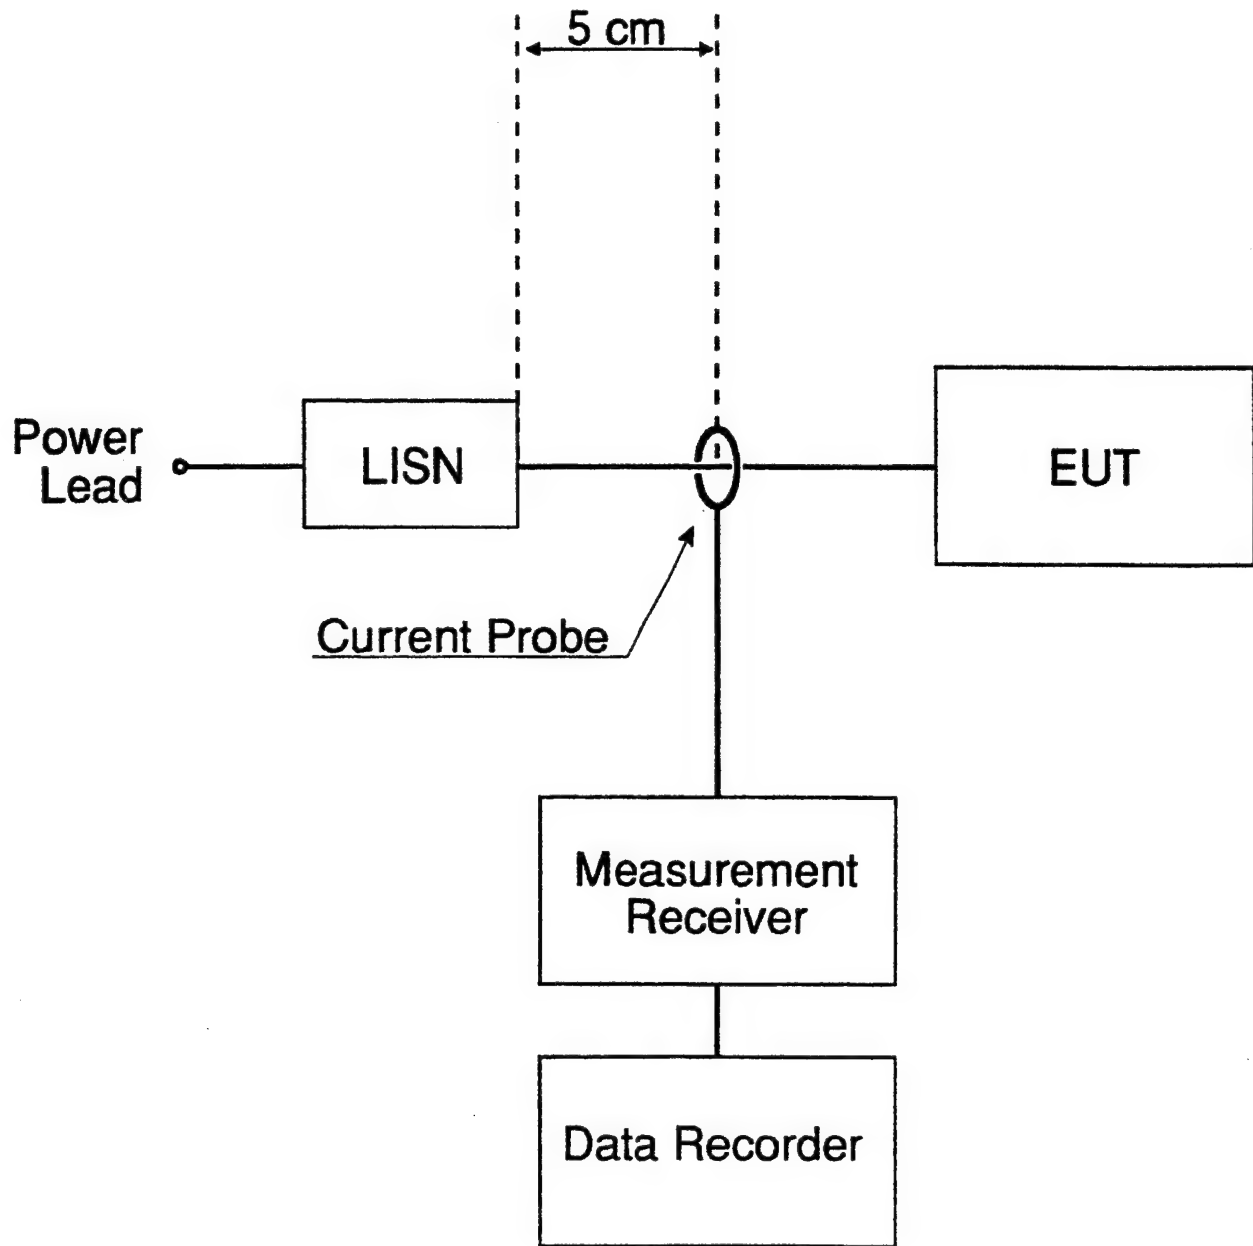 5 cm
Power
Lead
LISN
EUT
Current Probe
Measurement
Receiver
Data Recorder